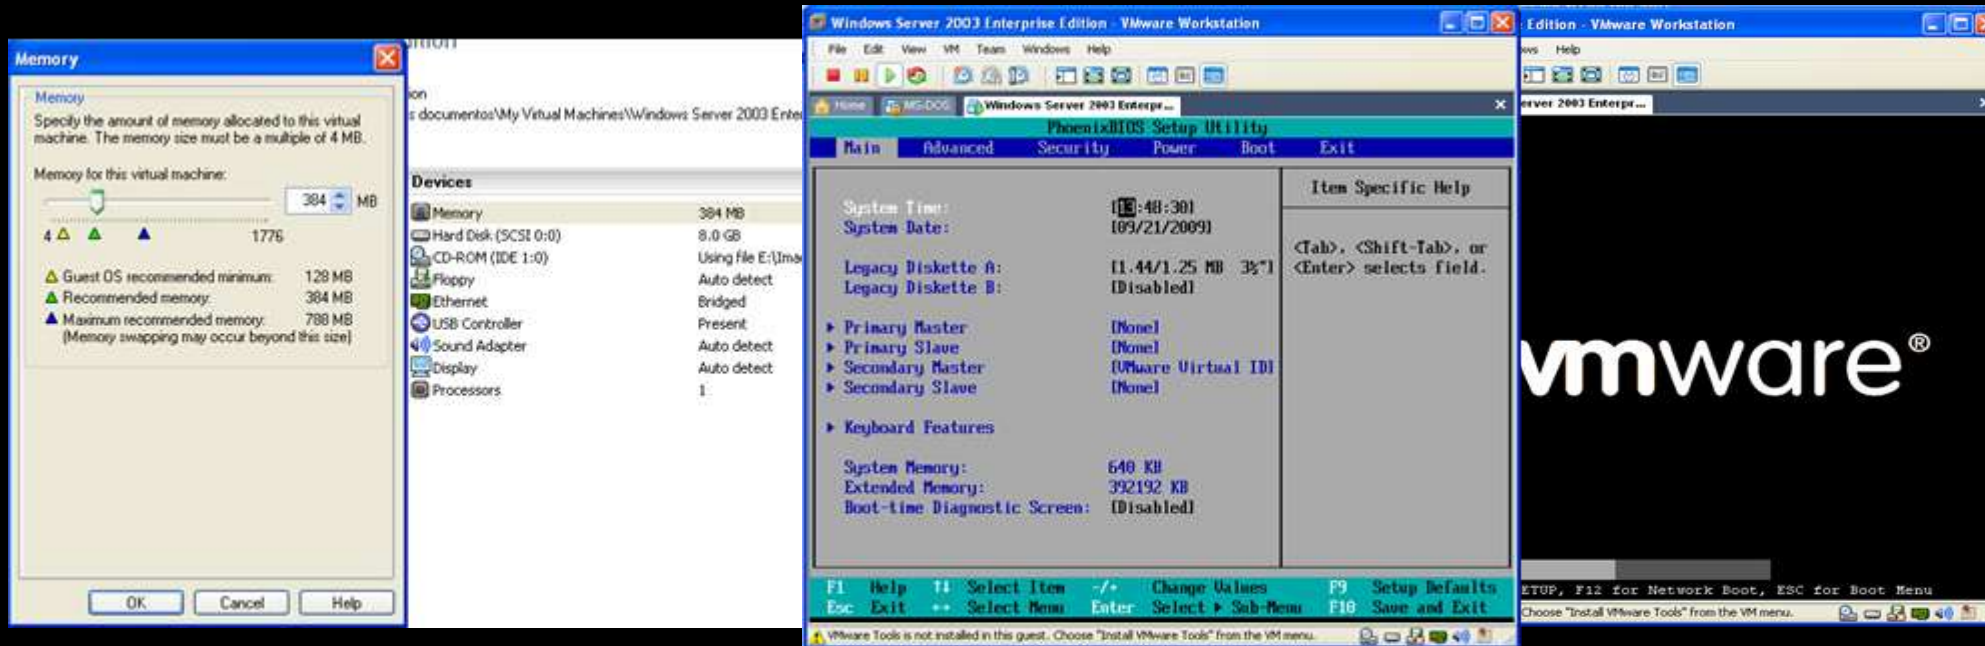 Memory
Memory
Specify the amount of memory allocated to this virtual
machine. The memory size must be a multiple of 4 MB.
Memory for this virtual machine:
384 MB
4 1776
Guest OS recommended minimum: 128 MB
Recommended memory: 384 MB
Maximum recommended memory: 788 MB
(Memory swapping may occur beyond this size)
OK Cancel Help
s documentos\My Virtual Machines\Windows Server 2003 Enter
Devices
Memory 384 MB
Hard Disk (SCSI 0:0) 8.0 GB
CD-ROM (IDE 1:0) Using file E:\Ima
Floppy Auto detect
Ethernet Bridged
USB Controller Present
Sound Adapter Auto detect
Display Auto detect
Processors 1
Windows Server 2003 Enterprise Edition - VMware Workstation
File Edit View VM Team Windows Help
Home MS-DOS Windows Server 2003 Enterpr...
PhoenixBIOS Setup Utility
Main Advanced Security Power Boot Exit
Item Specific Help
System Time: [13:48:30]
System Date: [09/21/2009]
<Tab>, <Shift-Tab>, or
<Enter> selects field.
Legacy Diskette A: [1.44/1.25 MB 3½"]
Legacy Diskette B: [Disabled]
Primary Master [None]
Primary Slave [None]
Secondary Master [VMware Virtual ID]
Secondary Slave [None]
Keyboard Features
System Memory: 640 KB
Extended Memory: 392192 KB
Boot-time Diagnostic Screen: [Disabled]
F1 Help ↑↓ Select Item -/+ Change Values F9 Setup Defaults
Esc Exit ↔ Select Menu Enter Select ▶ Sub-Menu F10 Save and Exit
VMware Tools is not installed in this guest. Choose "Install VMware Tools" from the VM menu.
Edition - VMware Workstation
ws Help
erver 2003 Enterpr...
vmware®
ETUP, F12 for Network Boot, ESC for Boot Menu
Choose "Install VMware Tools" from the VM menu.